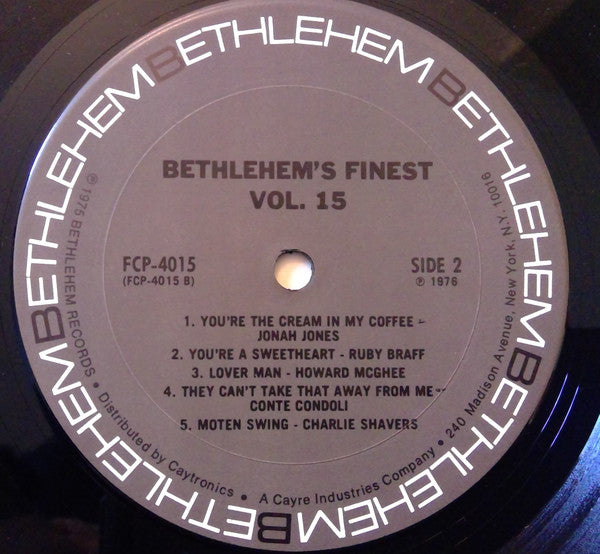 BETHLEHEM BETHLEHEM BETHLEHEM BETHLEHEM BETHLEHEM BETHLEHEM
BETHLEHEM'S FINEST
VOL. 15
FCP-4015
(FCP-4015 B)
SIDE 2
℗ 1976
1. YOU'RE THE CREAM IN MY COFFEE -
JONAH JONES
2. YOU'RE A SWEETHEART - RUBY BRAFF
3. LOVER MAN - HOWARD MCGHEE
4. THEY CAN'T TAKE THAT AWAY FROM ME -
CONTE CONDOLI
5. MOTEN SWING - CHARLIE SHAVERS
℗ 1975 BETHLEHEM RECORDS • Distributed by Caytronics • A Cayre Industries Company • 240 Madison Avenue, New York, N.Y. 10016